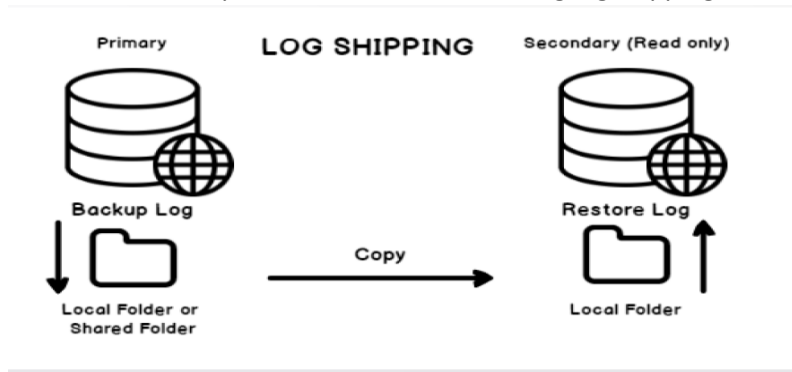 Primary
LOG SHIPPING
Secondary (Read only)
Backup Log
Restore Log
Copy
Local Folder or
Shared Folder
Local Folder